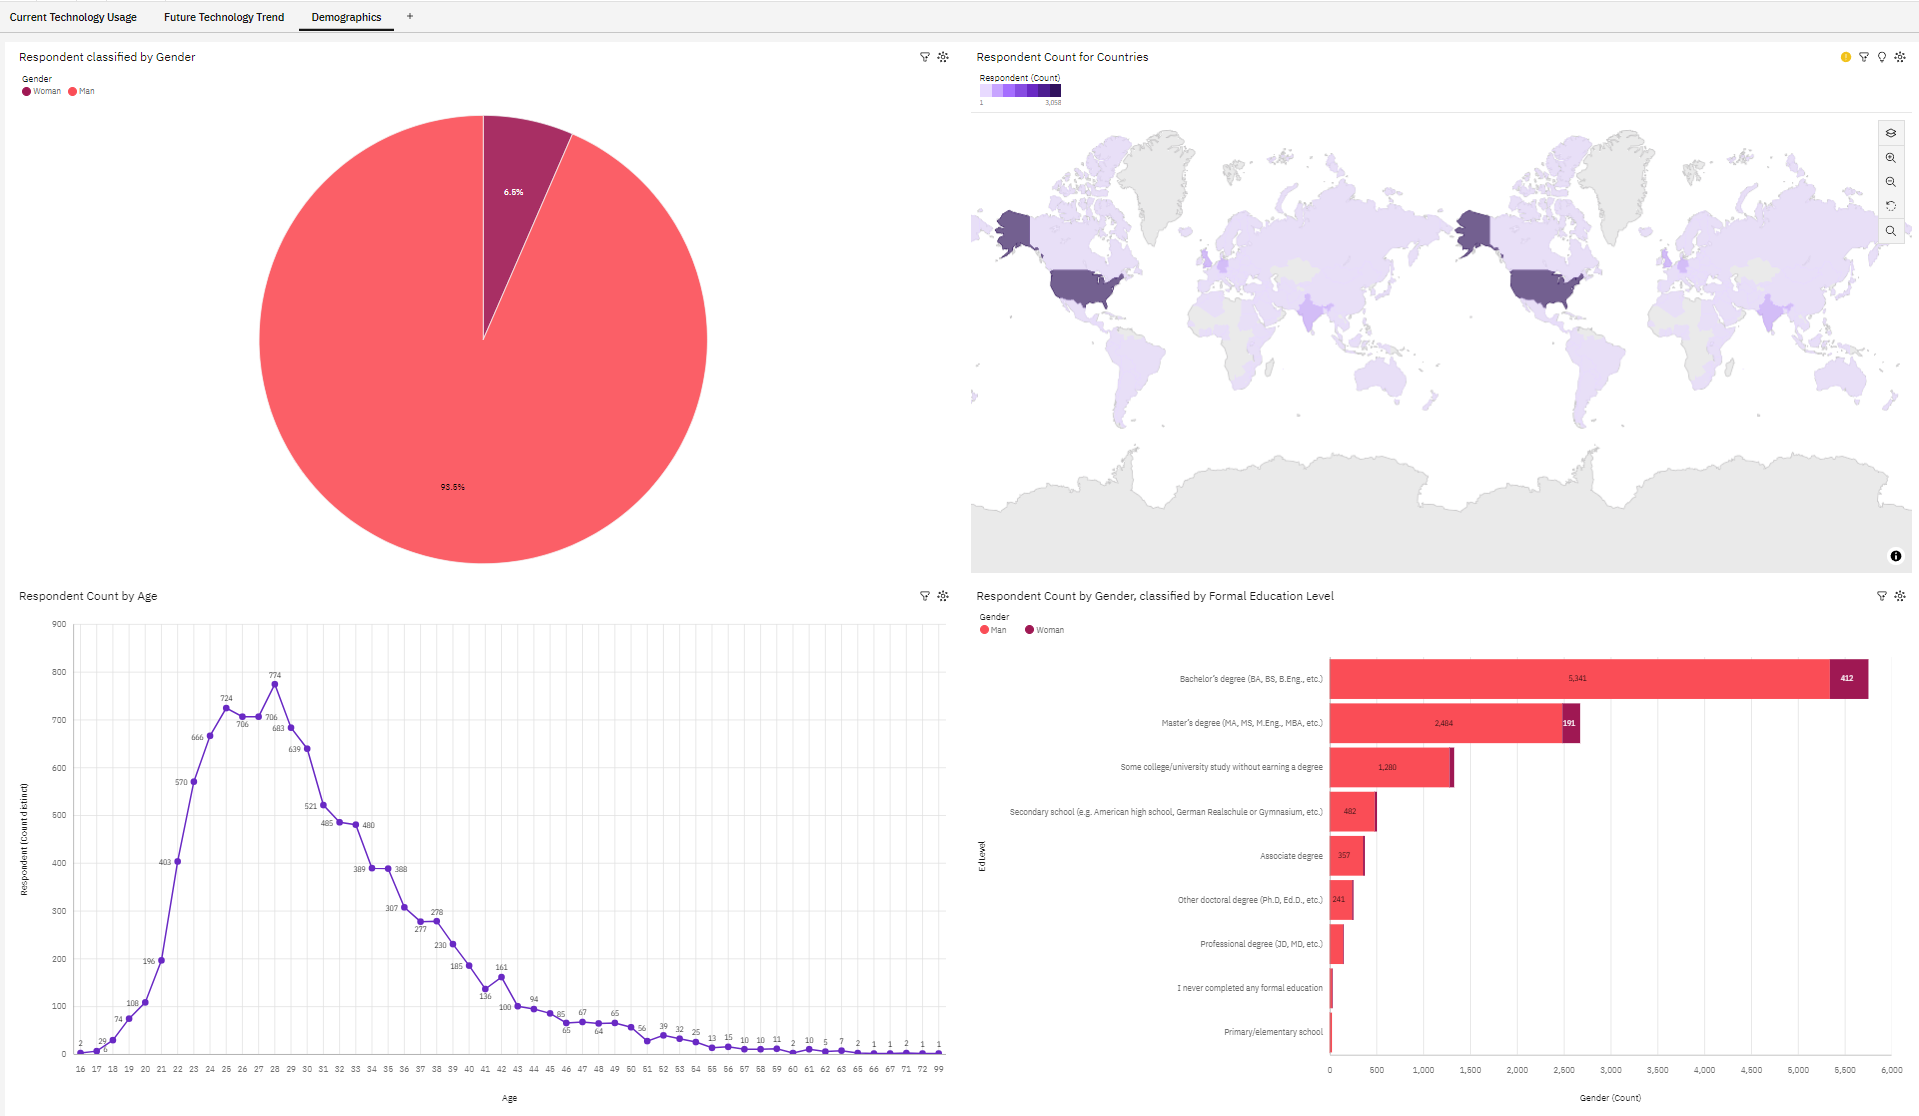 Current Technology Usage
Future Technology Trend
Demographics
+
Respondent classified by Gender
Gender
Woman Man
6.5%
93.5%
Respondent Count for Countries
Respondent (Count)
1 3,058
Respondent Count by Age
Respondent (Count distinct)
900
800
700
600
500
400
300
200
100
0
2
29
6
74
108
196
403
570
666
724
706
706
774
683
639
521
485
480
389
388
307
277
278
230
185
136
161
100
94
85
65
67
64
65
56
39
32
25
13
15
10
10
11
2
10
5
7
2
1
1
2
1
1
16 17 18 19 20 21 22 23 24 25 26 27 28 29 30 31 32 33 34 35 36 37 38 39 40 41 42 43 44 45 46 47 48 49 50 51 52 53 54 55 56 57 58 59 60 61 62 63 65 66 67 71 72 99
Age
Respondent Count by Gender, classified by Formal Education Level
Gender
Man Woman
EdLevel
Bachelor's degree (BA, BS, B.Eng., etc.) 5,341 412
Master's degree (MA, MS, M.Eng., MBA, etc.) 2,484 191
Some college/university study without earning a degree 1,280
Secondary school (e.g. American high school, German Realschule or Gymnasium, etc.) 482
Associate degree 357
Other doctoral degree (Ph.D, Ed.D., etc.) 241
Professional degree (JD, MD, etc.)
I never completed any formal education
Primary/elementary school
0 500 1,000 1,500 2,000 2,500 3,000 3,500 4,000 4,500 5,000 5,500 6,000
Gender (Count)